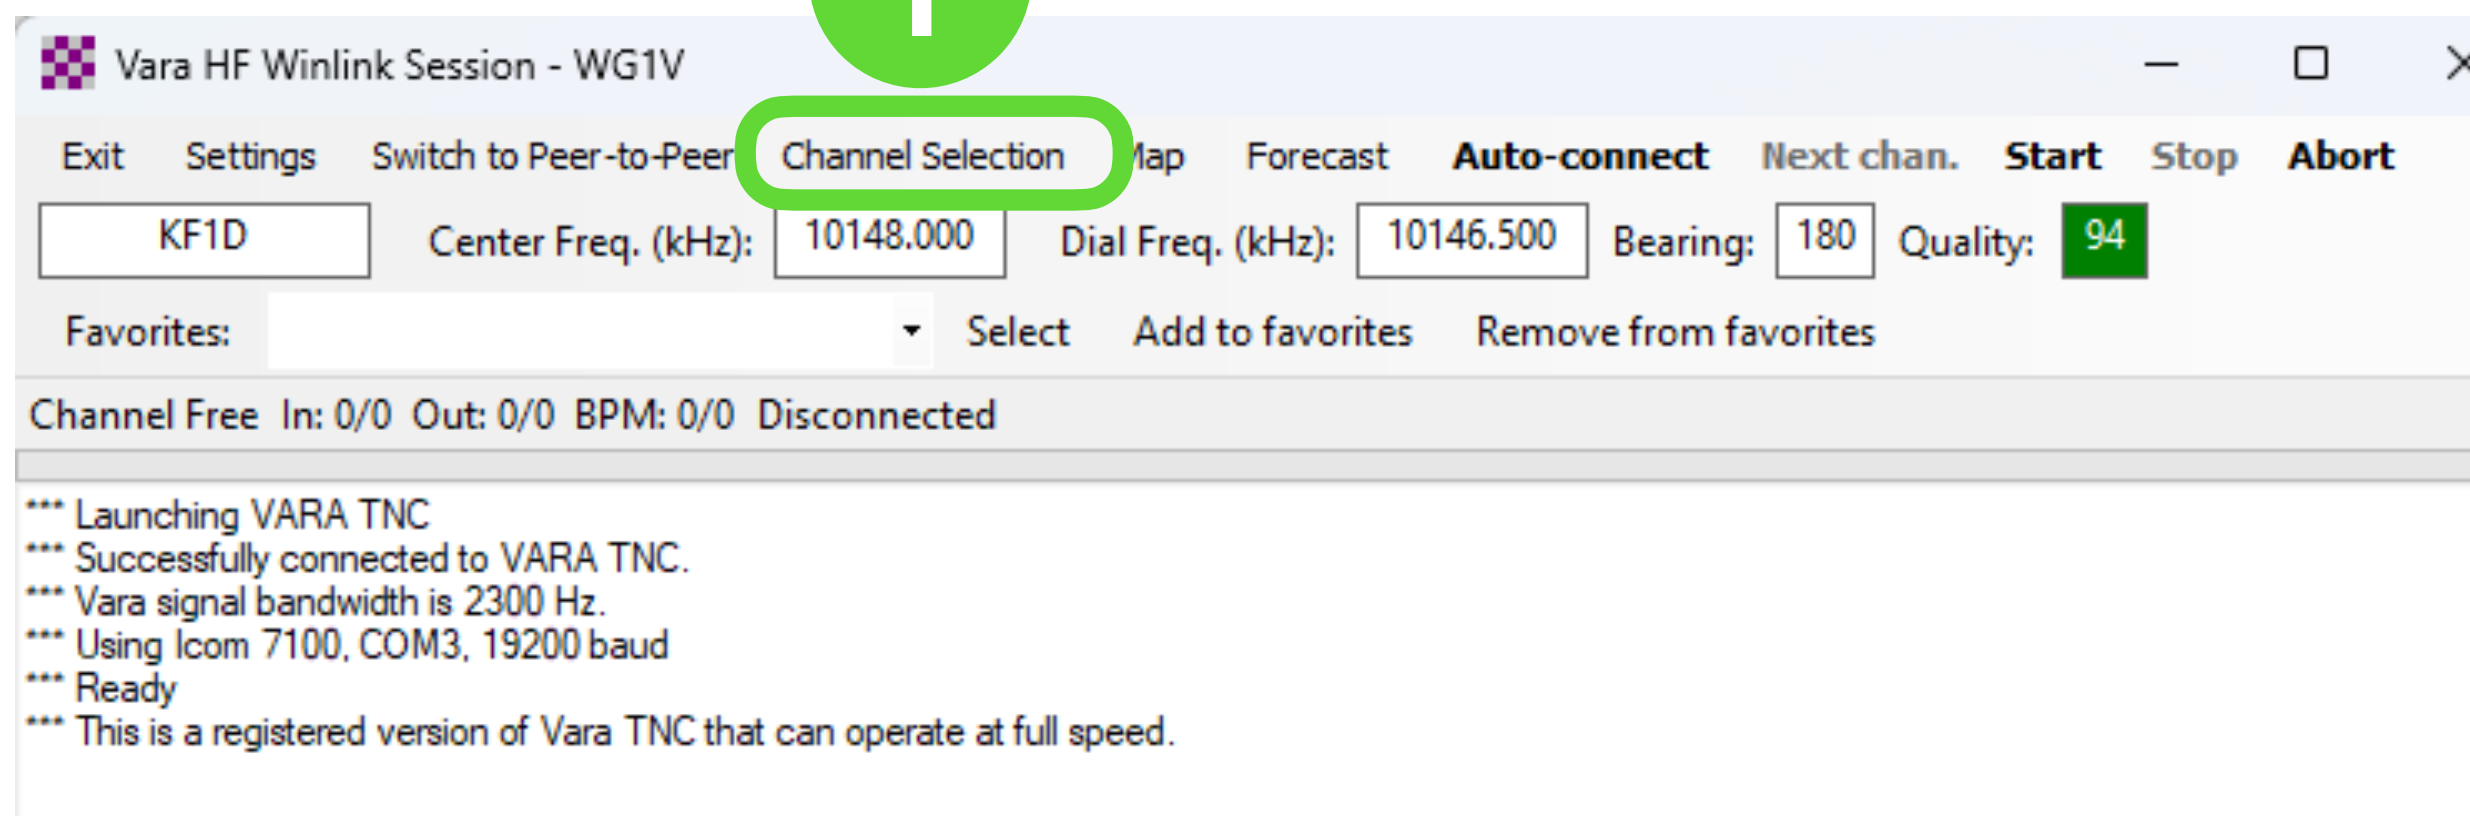 Vara HF Winlink Session - WG1V
Exit Settings Switch to Peer-to-Peer Channel Selection Map Forecast Auto-connect Next chan. Start Stop Abort
KF1D Center Freq. (kHz): 10148.000 Dial Freq. (kHz): 10146.500 Bearing: 180 Quality: 94
Favorites: Select Add to favorites Remove from favorites
Channel Free In: 0/0 Out: 0/0 BPM: 0/0 Disconnected
*** Launching VARA TNC
*** Successfully connected to VARA TNC.
*** Vara signal bandwidth is 2300 Hz.
*** Using Icom 7100, COM3, 19200 baud
*** Ready
*** This is a registered version of Vara TNC that can operate at full speed.